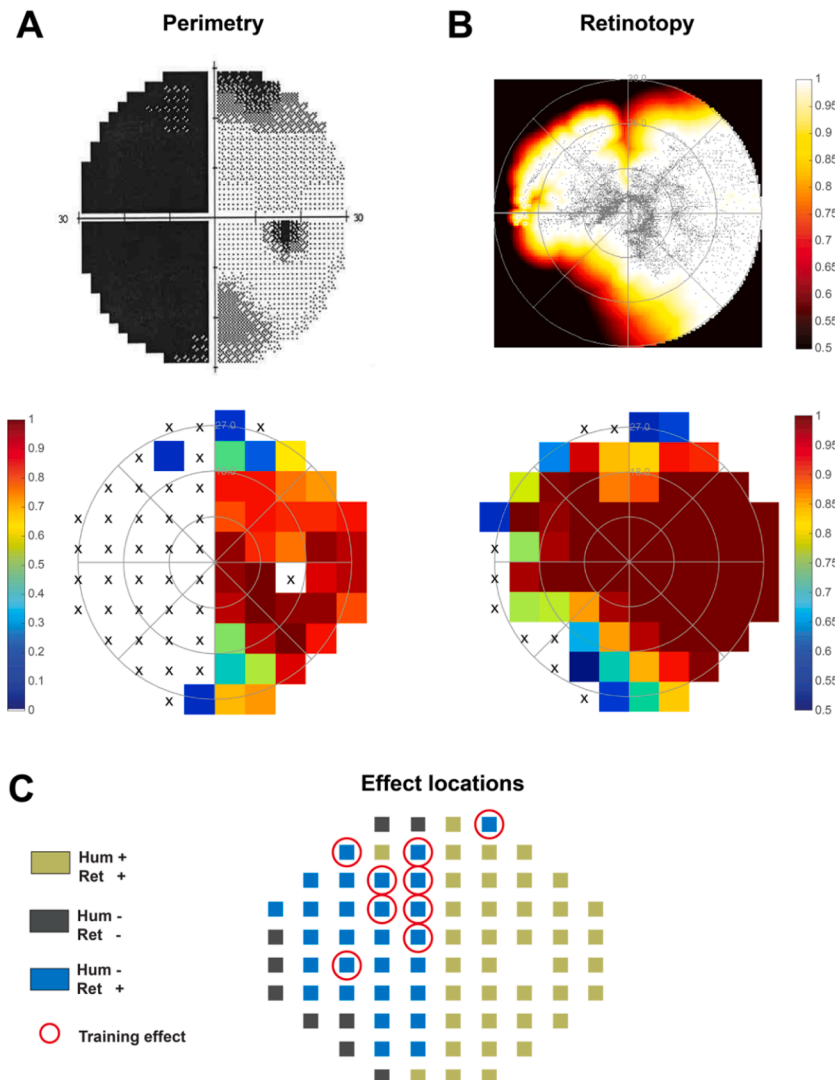 A Perimetry
B Retinotopy
30 30
1
0.95
0.9
0.85
0.8
0.75
0.7
0.65
0.6
0.55
0.5
1
0.9
0.8
0.7
0.6
0.5
0.4
0.3
0.2
0.1
0
27.0
x x
x x
x x x x
x x x x
x x x x x
x x x x x
x x x x x x
x x x x x
x x x x
x x x
x
27.0
x x
x
x
x
x x
x
x
1
0.95
0.9
0.85
0.8
0.75
0.7
0.65
0.6
0.55
0.5
C Effect locations
Hum +
Ret +
Hum -
Ret -
Hum -
Ret +
Training effect